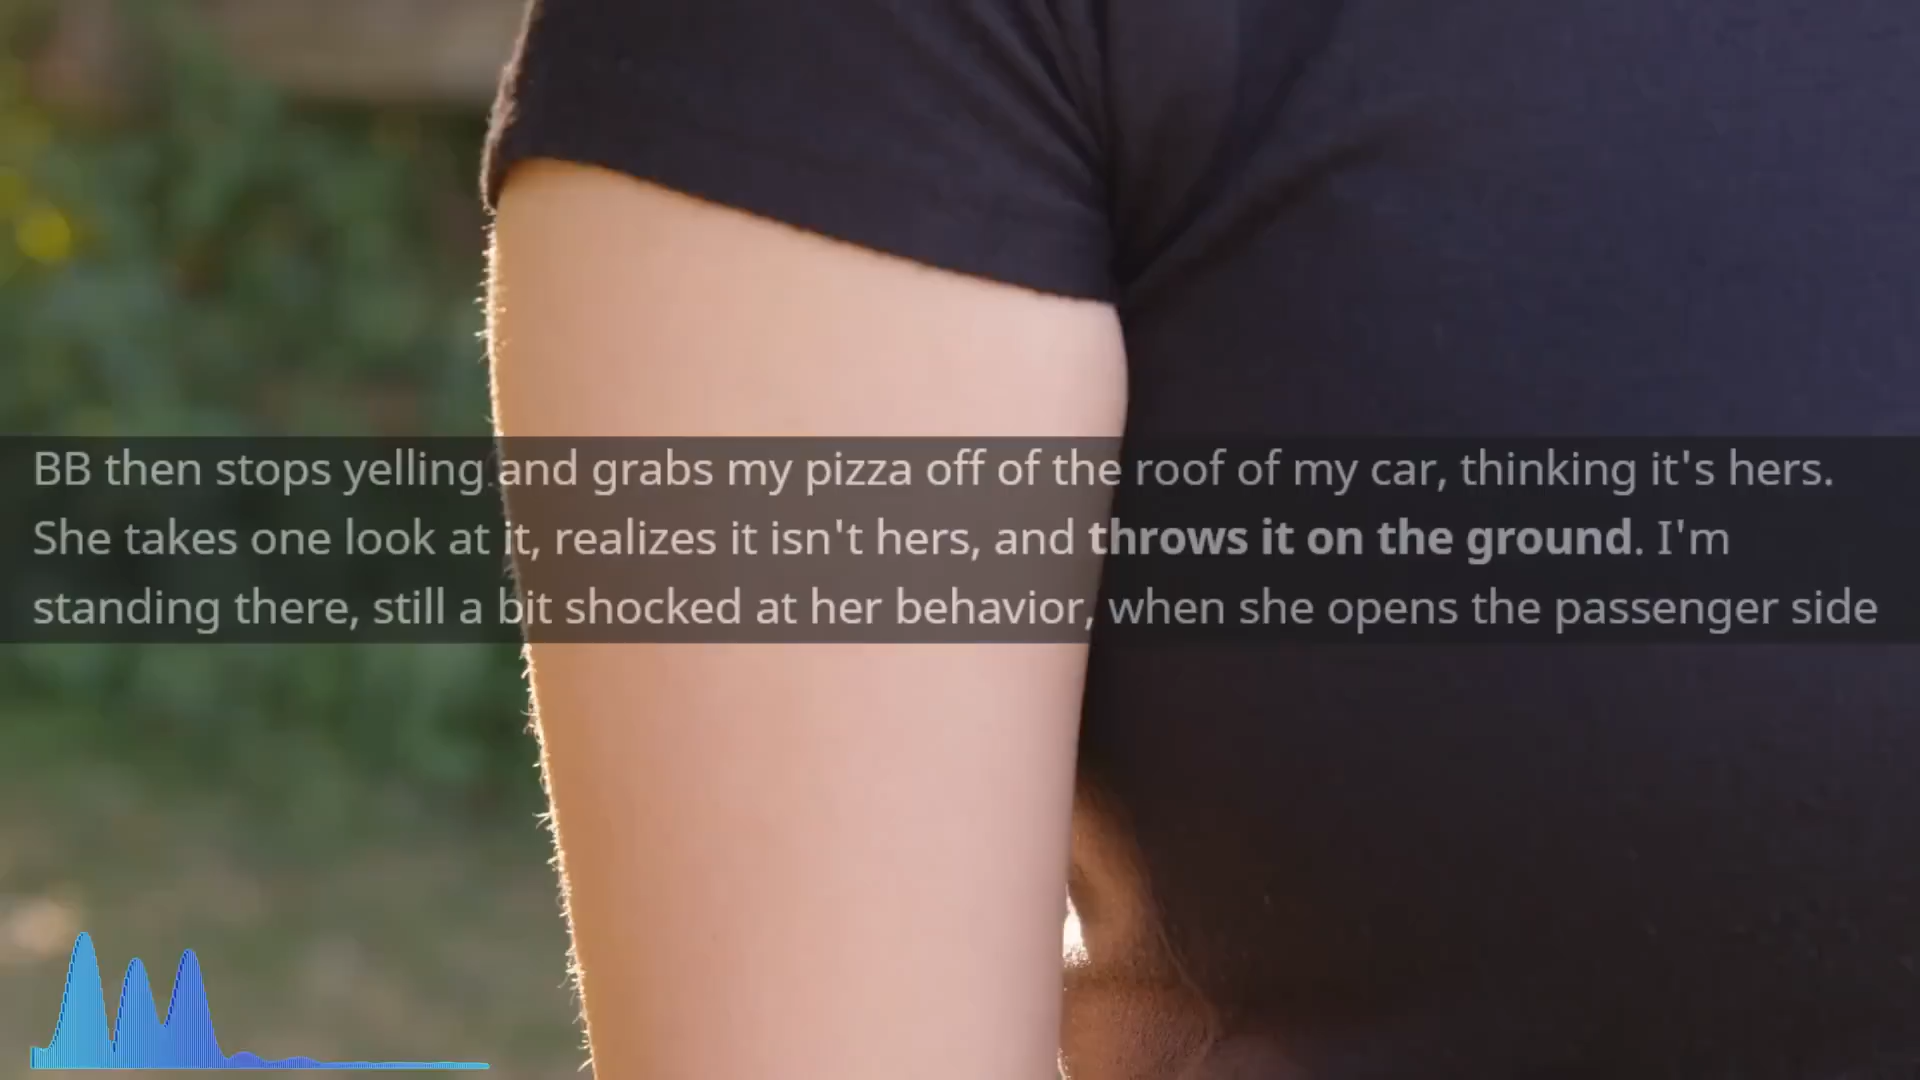 BB then stops yelling and grabs my pizza off of the roof of my car, thinking it's hers.
She takes one look at it, realizes it isn't hers, and throws it on the ground. I'm
standing there, still a bit shocked at her behavior, when she opens the passenger side